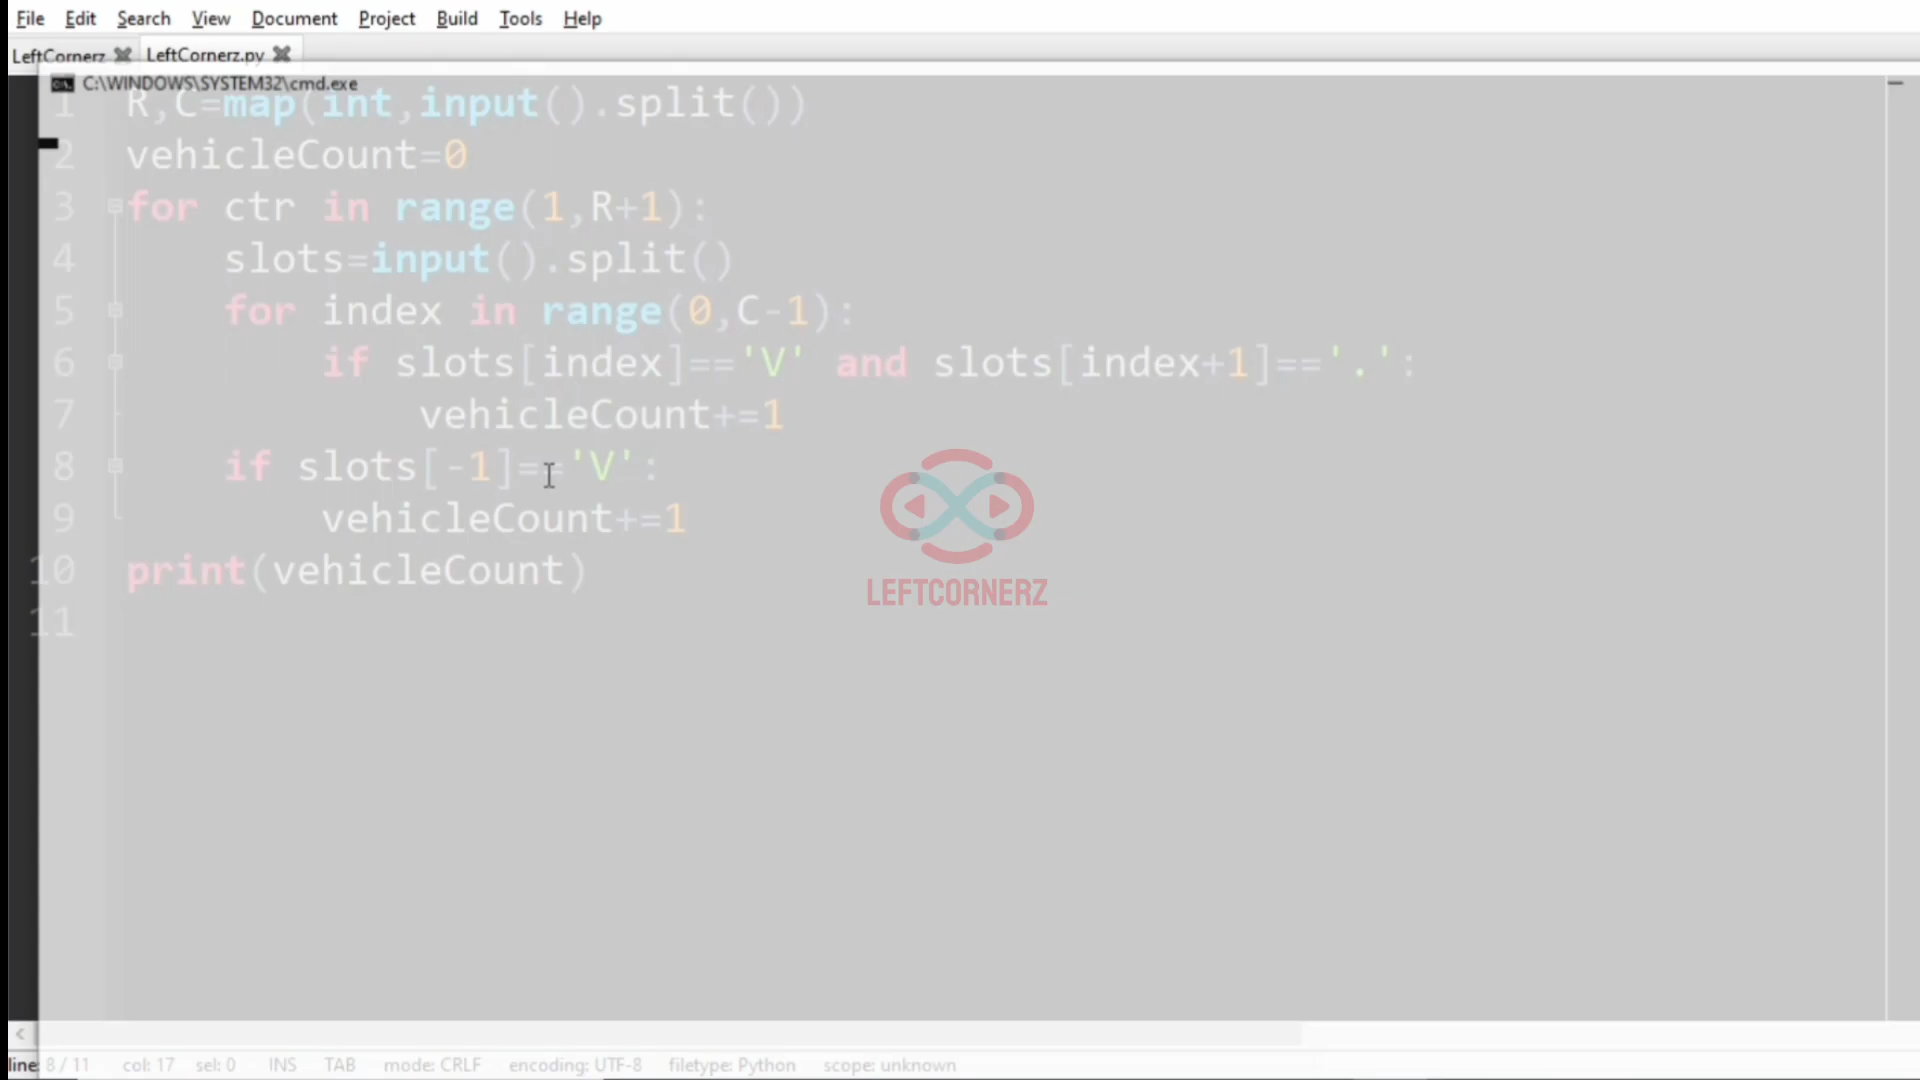 File Edit Search View Document Project Build Tools Help
LeftCornerz LeftCornerz.py
C:\WINDOWS\SYSTEM32\cmd.exe
1 R,C=map(int,input().split())
2 vehicleCount=0
3 for ctr in range(1,R+1):
4 slots=input().split()
5 for index in range(0,C-1):
6 if slots[index]=='V' and slots[index+1]=='.':
7 vehicleCount+=1
8 if slots[-1]=='V':
9 vehicleCount+=1
10 print(vehicleCount)
11
LEFTCORNERZ
line: 8 / 11 col: 17 sel: 0 INS TAB mode: CRLF encoding: UTF-8 filetype: Python scope: unknown